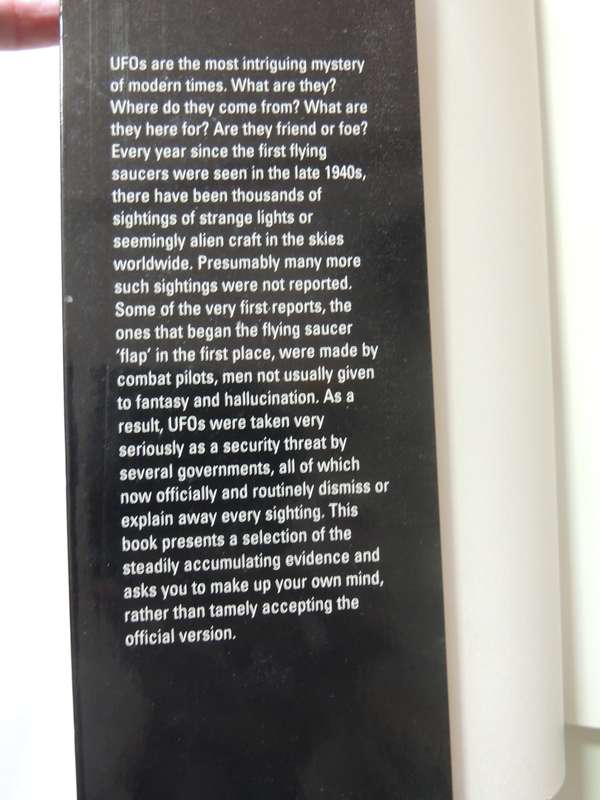 UFOs are the most intriguing mystery
of modern times. What are they?
Where do they come from? What are
they here for? Are they friend or foe?
Every year since the first flying
saucers were seen in the late 1940s,
there have been thousands of
sightings of strange lights or
seemingly alien craft in the skies
worldwide. Presumably many more
such sightings were not reported.
Some of the very first reports, the
ones that began the flying saucer
‘flap’ in the first place, were made by
combat pilots, men not usually given
to fantasy and hallucination. As a
result, UFOs were taken very
seriously as a security threat by
several governments, all of which
now officially and routinely dismiss or
explain away every sighting. This
book presents a selection of the
steadily accumulating evidence and
asks you to make up your own mind,
rather than tamely accepting the
official version.